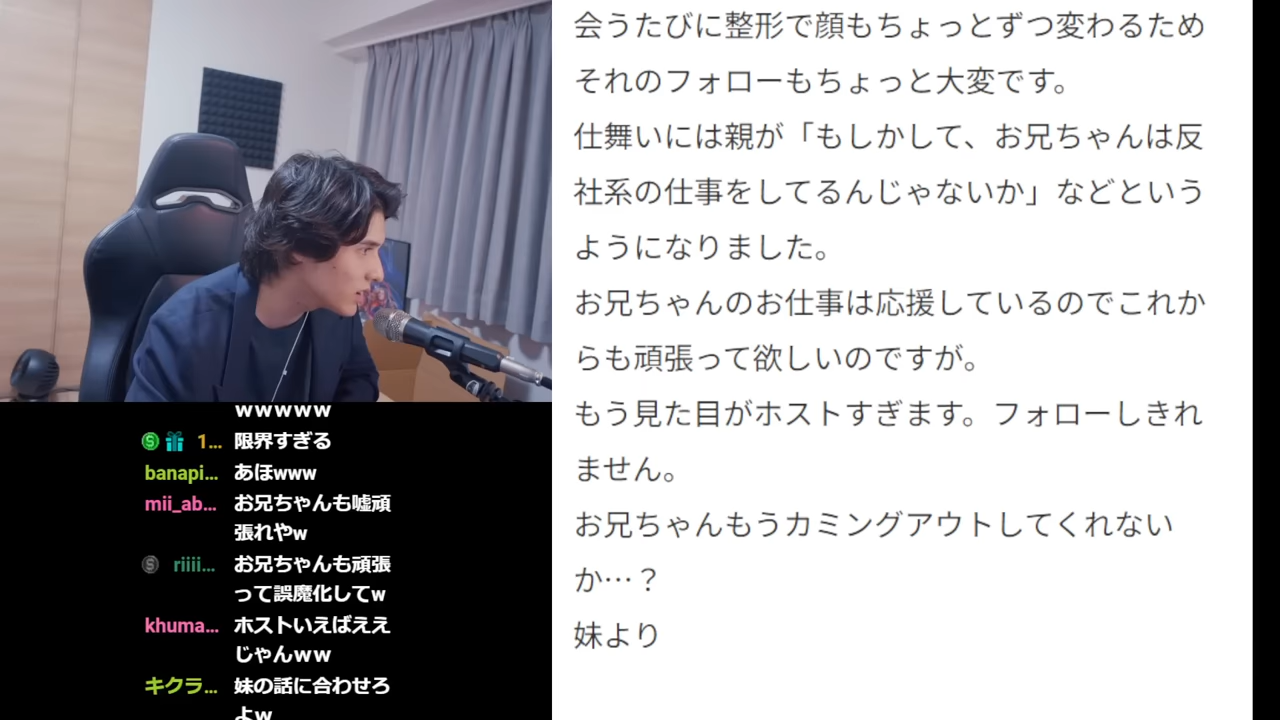 会うたびに整形で顔もちょっとずつ変わるため
それのフォローもちょっと大変です。
仕舞いには親が「もしかして、お兄ちゃんは反
社系の仕事をしてるんじゃないか」などという
ようになりました。
お兄ちゃんのお仕事は応援しているのでこれか
らも頑張って欲しいのですが。
もう見た目がホストすぎます。フォローしきれ
ません。
お兄ちゃんもうカミングアウトしてくれない
か…？
妹より
wwwww
1... 限界すぎる
banapi... あほwww
mii_ab... お兄ちゃんも嘘頑
張れやw
riiii... お兄ちゃんも頑張
って誤魔化してw
khuma... ホストいえばええ
じゃんww
キクラ... 妹の話に合わせろ
よw